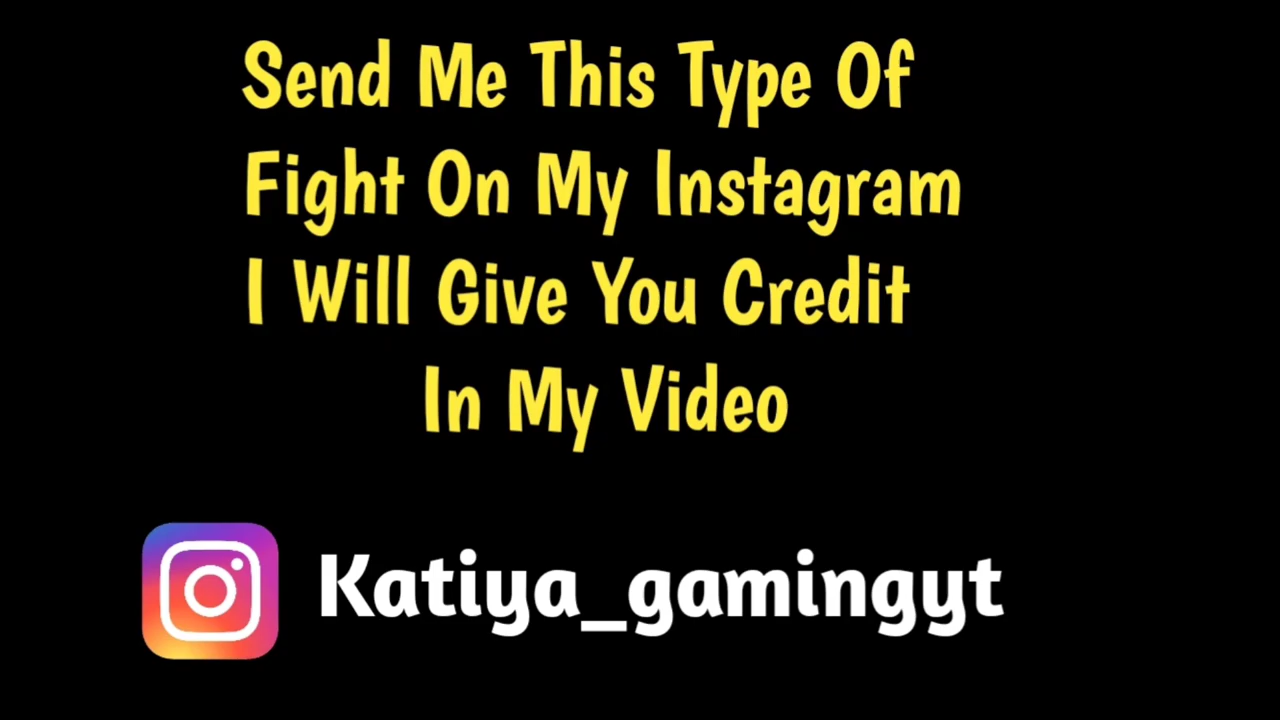 Send Me This Type Of
Fight On My Instagram
I Will Give You Credit
In My Video
Katiya_gamingyt